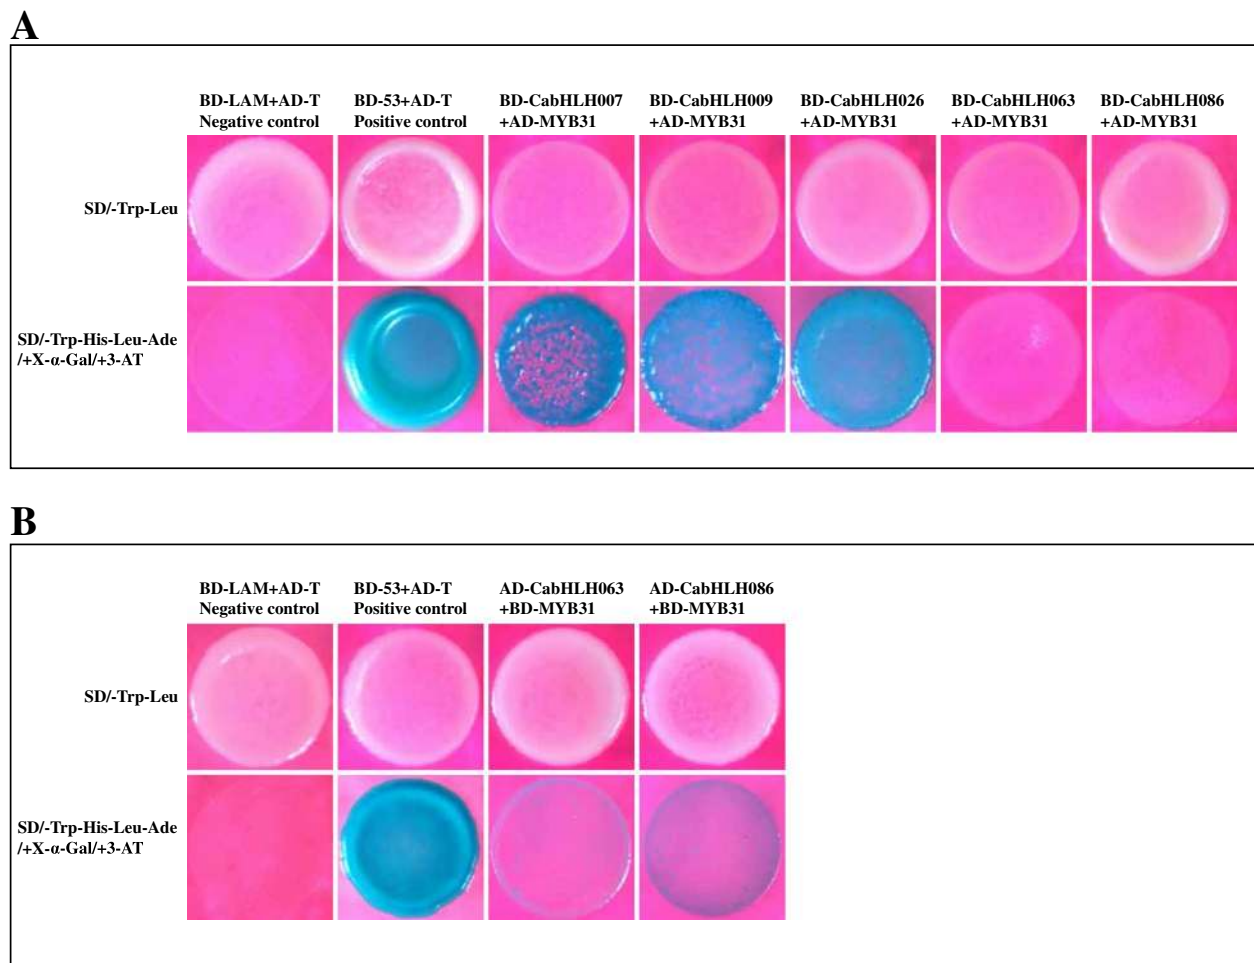 A
BD-LAM+AD-T
Negative control
BD-53+AD-T
Positive control
BD-CabHLH007
+AD-MYB31
BD-CabHLH009
+AD-MYB31
BD-CabHLH026
+AD-MYB31
BD-CabHLH063
+AD-MYB31
BD-CabHLH086
+AD-MYB31
SD/-Trp-Leu
SD/-Trp-His-Leu-Ade
/+X-α-Gal/+3-AT
B
BD-LAM+AD-T
Negative control
BD-53+AD-T
Positive control
AD-CabHLH063
+BD-MYB31
AD-CabHLH086
+BD-MYB31
SD/-Trp-Leu
SD/-Trp-His-Leu-Ade
/+X-α-Gal/+3-AT